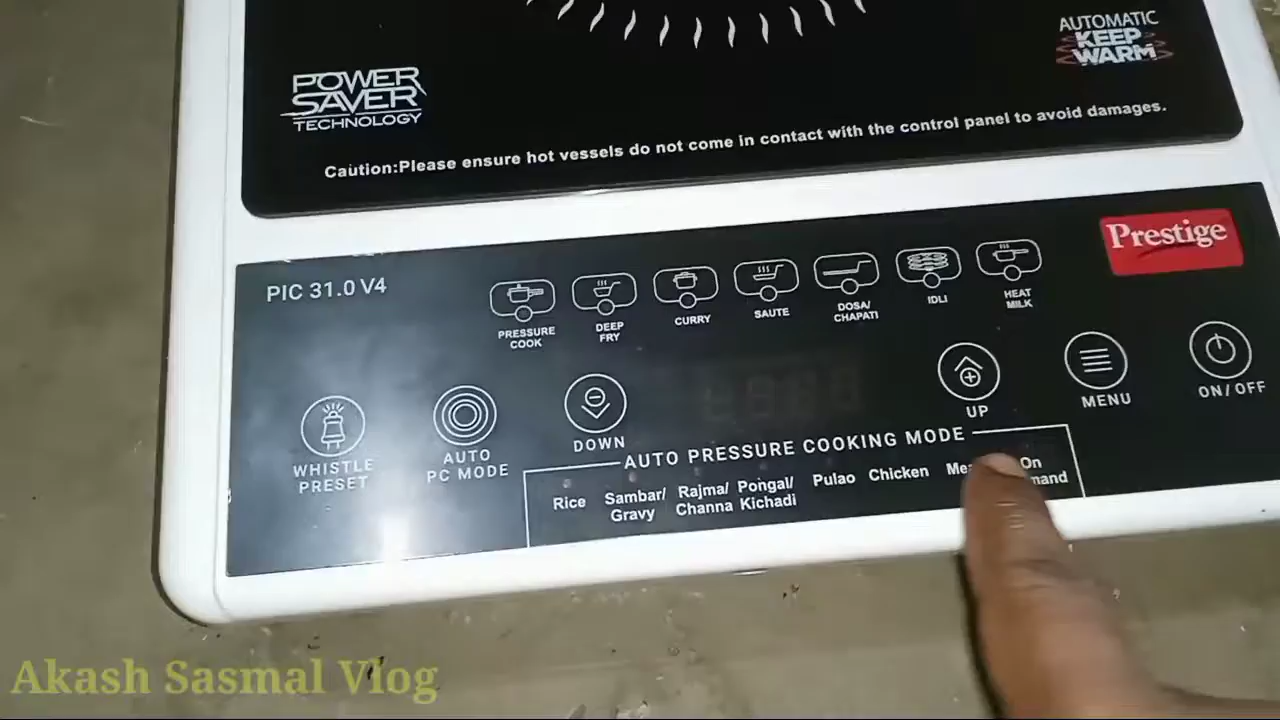 POWER
SAVER
TECHNOLOGY
AUTOMATIC
KEEP
WARM
Caution:Please ensure hot vessels do not come in contact with the control panel to avoid damages.
PIC 31.0 V4
Prestige
PRESSURE
COOK
DEEP
FRY
CURRY
SAUTE
DOSA/
CHAPATI
IDLI
HEAT
MILK
WHISTLE
PRESET
AUTO
PC MODE
DOWN
UP
MENU
ON/OFF
AUTO PRESSURE COOKING MODE
Rice
Sambar/
Gravy
Rajma/
Channa
Pongal/
Kichadi
Pulao
Chicken
On
Akash Sasmal Vlog